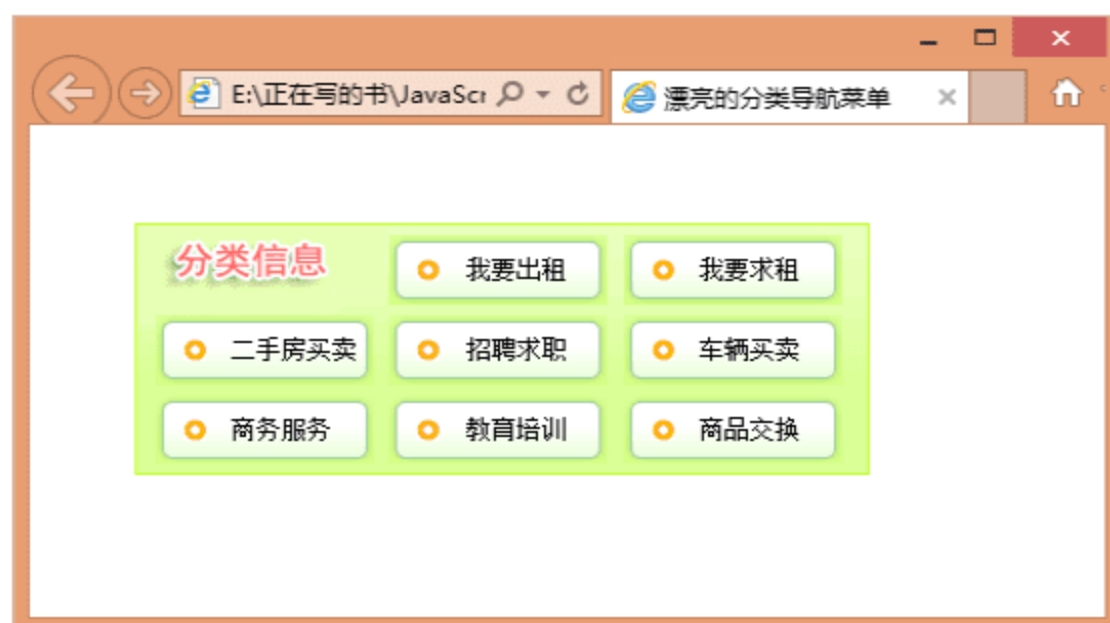 E:\正在写的书\JavaScr
漂亮的分类导航菜单
分类信息
我要出租
我要求租
二手房买卖
招聘求职
车辆买卖
商务服务
教育培训
商品交换